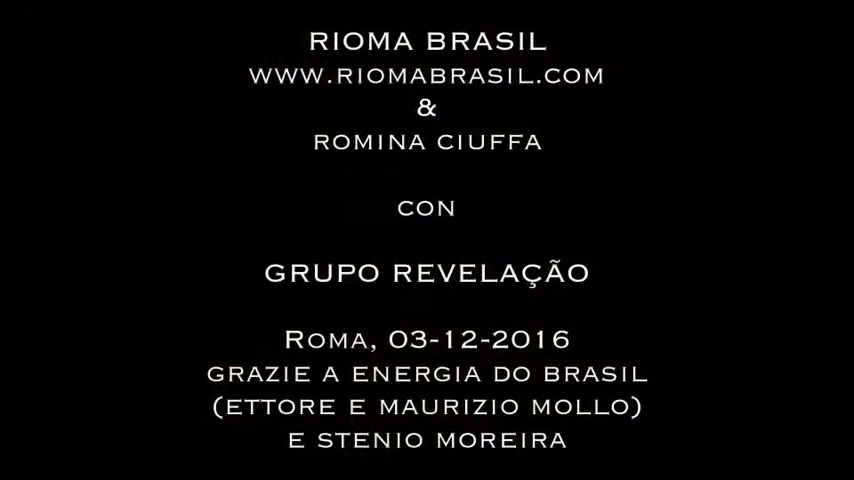 RIOMA BRASIL
WWW.RIOMABRASIL.COM
&
ROMINA CIUFFA
CON
GRUPO REVELAÇÃO
ROMA, 03-12-2016
GRAZIE A ENERGIA DO BRASIL
(ETTORE E MAURIZIO MOLLO)
E STENIO MOREIRA